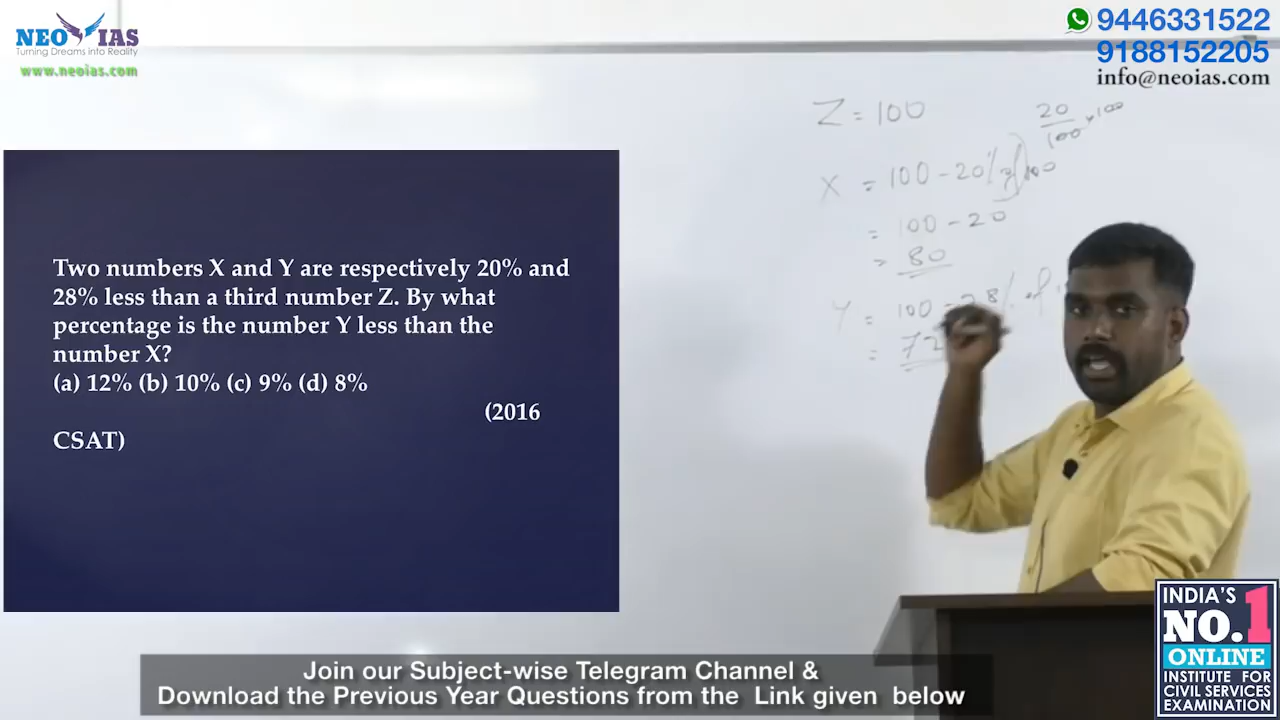 NEO IAS
Turning Dreams into Reality
www.neoias.com
9446331522
9188152205
info@neoias.com
Two numbers X and Y are respectively 20% and
28% less than a third number Z. By what
percentage is the number Y less than the
number X?
(a) 12% (b) 10% (c) 9% (d) 8%
(2016
CSAT)
Z = 100
20
100 × 100
X = 100 - 20% of 100
= 100 - 20
= 80
Y = 100 - 28% of
= 72
INDIA'S
NO.1
ONLINE
INSTITUTE FOR
CIVIL SERVICES
EXAMINATION
Join our Subject-wise Telegram Channel &
Download the Previous Year Questions from the Link given below